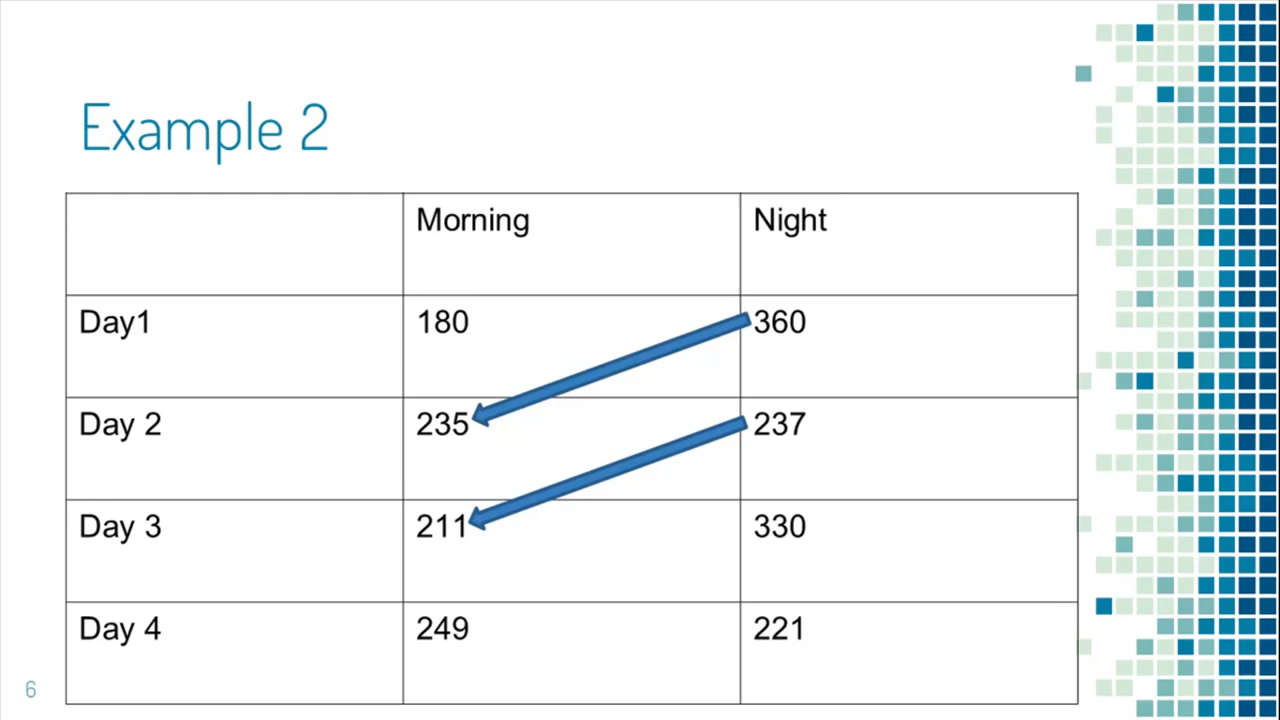 Example 2
Morning Night
Day1 180 360
Day 2 235 237
Day 3 211 330
Day 4 249 221
6